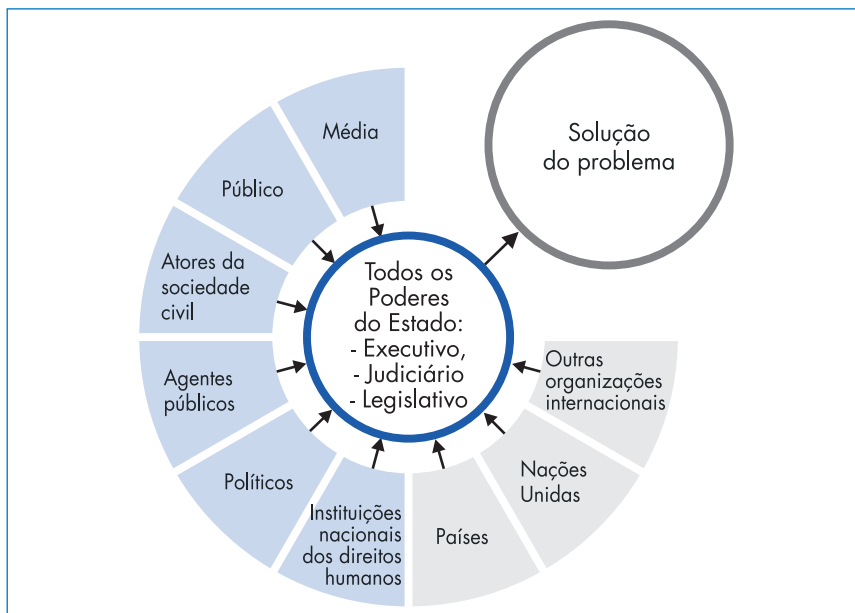 Média
Público
Atores da
sociedade
civil
Agentes
públicos
Políticos
Instituições
nacionais
dos direitos
humanos
Países
Nações
Unidas
Outras
organizações
internacionais
Todos os
Poderes
do Estado:
- Executivo,
- Judiciário
- Legislativo
Solução
do problema